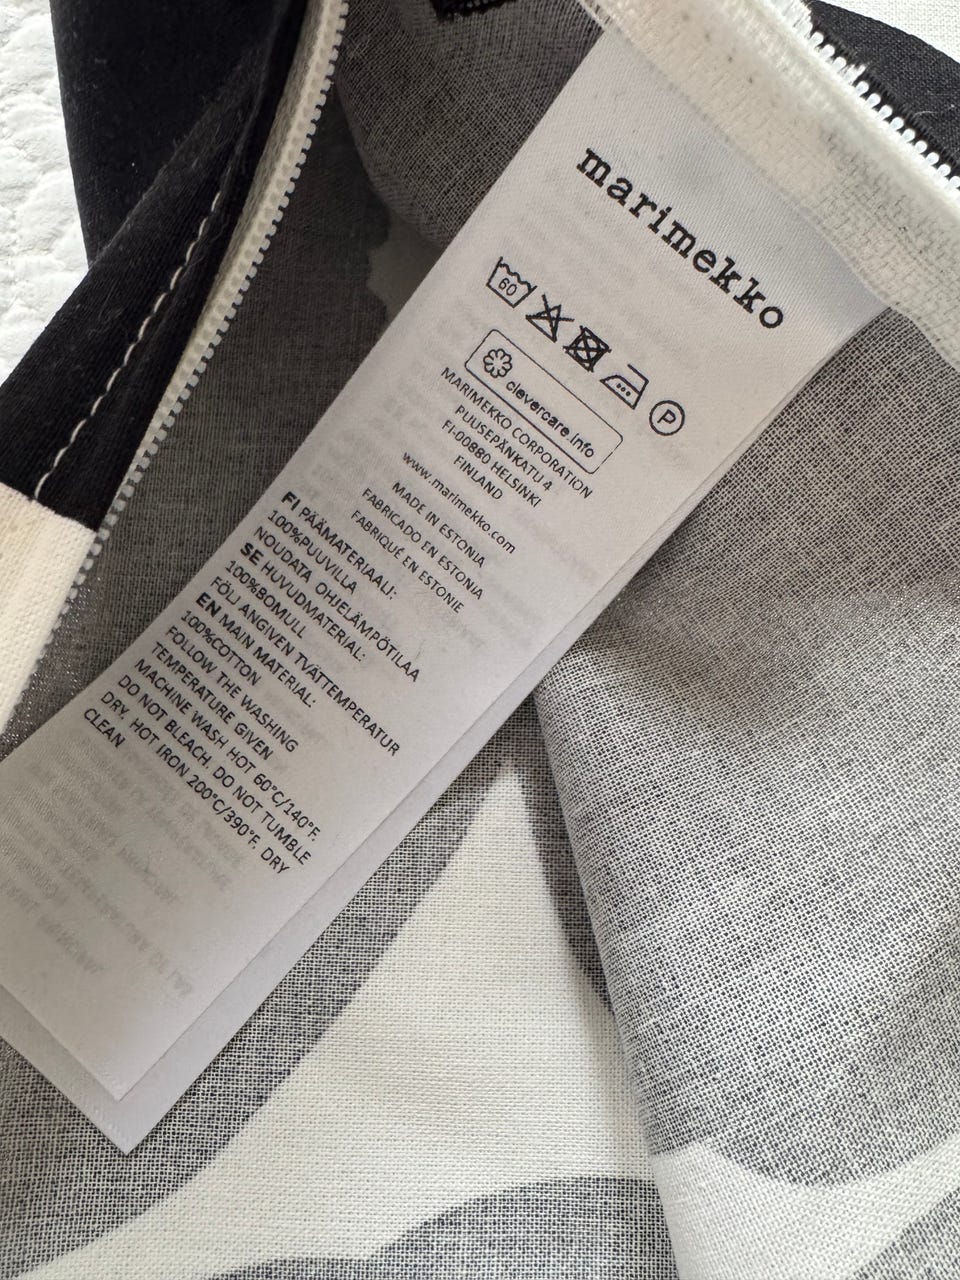 marimekko
60
P
clevercare.info
MARIMEKKO CORPORATION
PUUSEPÄNKATU 4
FI-00880 HELSINKI
FINLAND
www.marimekko.com
MADE IN ESTONIA
FABRICADO EN ESTONIA
FABRIQUÉ EN ESTONIE
FI PÄÄMATERIAALI:
100%PUUVILLA
NOUDATA OHJELÄMPÖTILAA
SE HUVUDMATERIAL:
100%BOMULL
FÖLJ ANGIVEN TVÄTTEMPERATUR
EN MAIN MATERIAL:
100%COTTON
FOLLOW THE WASHING
TEMPERATURE GIVEN
MACHINE WASH HOT 60°C/140°F.
DO NOT BLEACH. DO NOT TUMBLE
DRY. HOT IRON 200°C/390°F. DRY
CLEAN